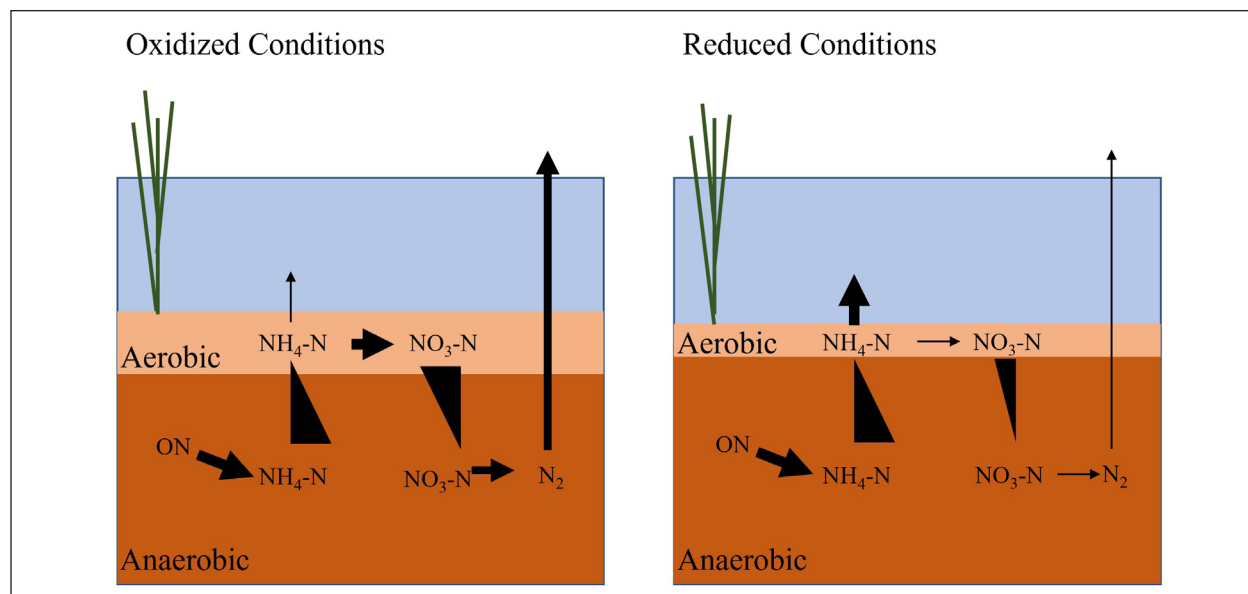 Oxidized Conditions
Aerobic
NH₄-N
NO₃-N
ON
NH₄-N
NO₃-N
N₂
Anaerobic
Reduced Conditions
Aerobic
NH₄-N
NO₃-N
ON
NH₄-N
NO₃-N
N₂
Anaerobic